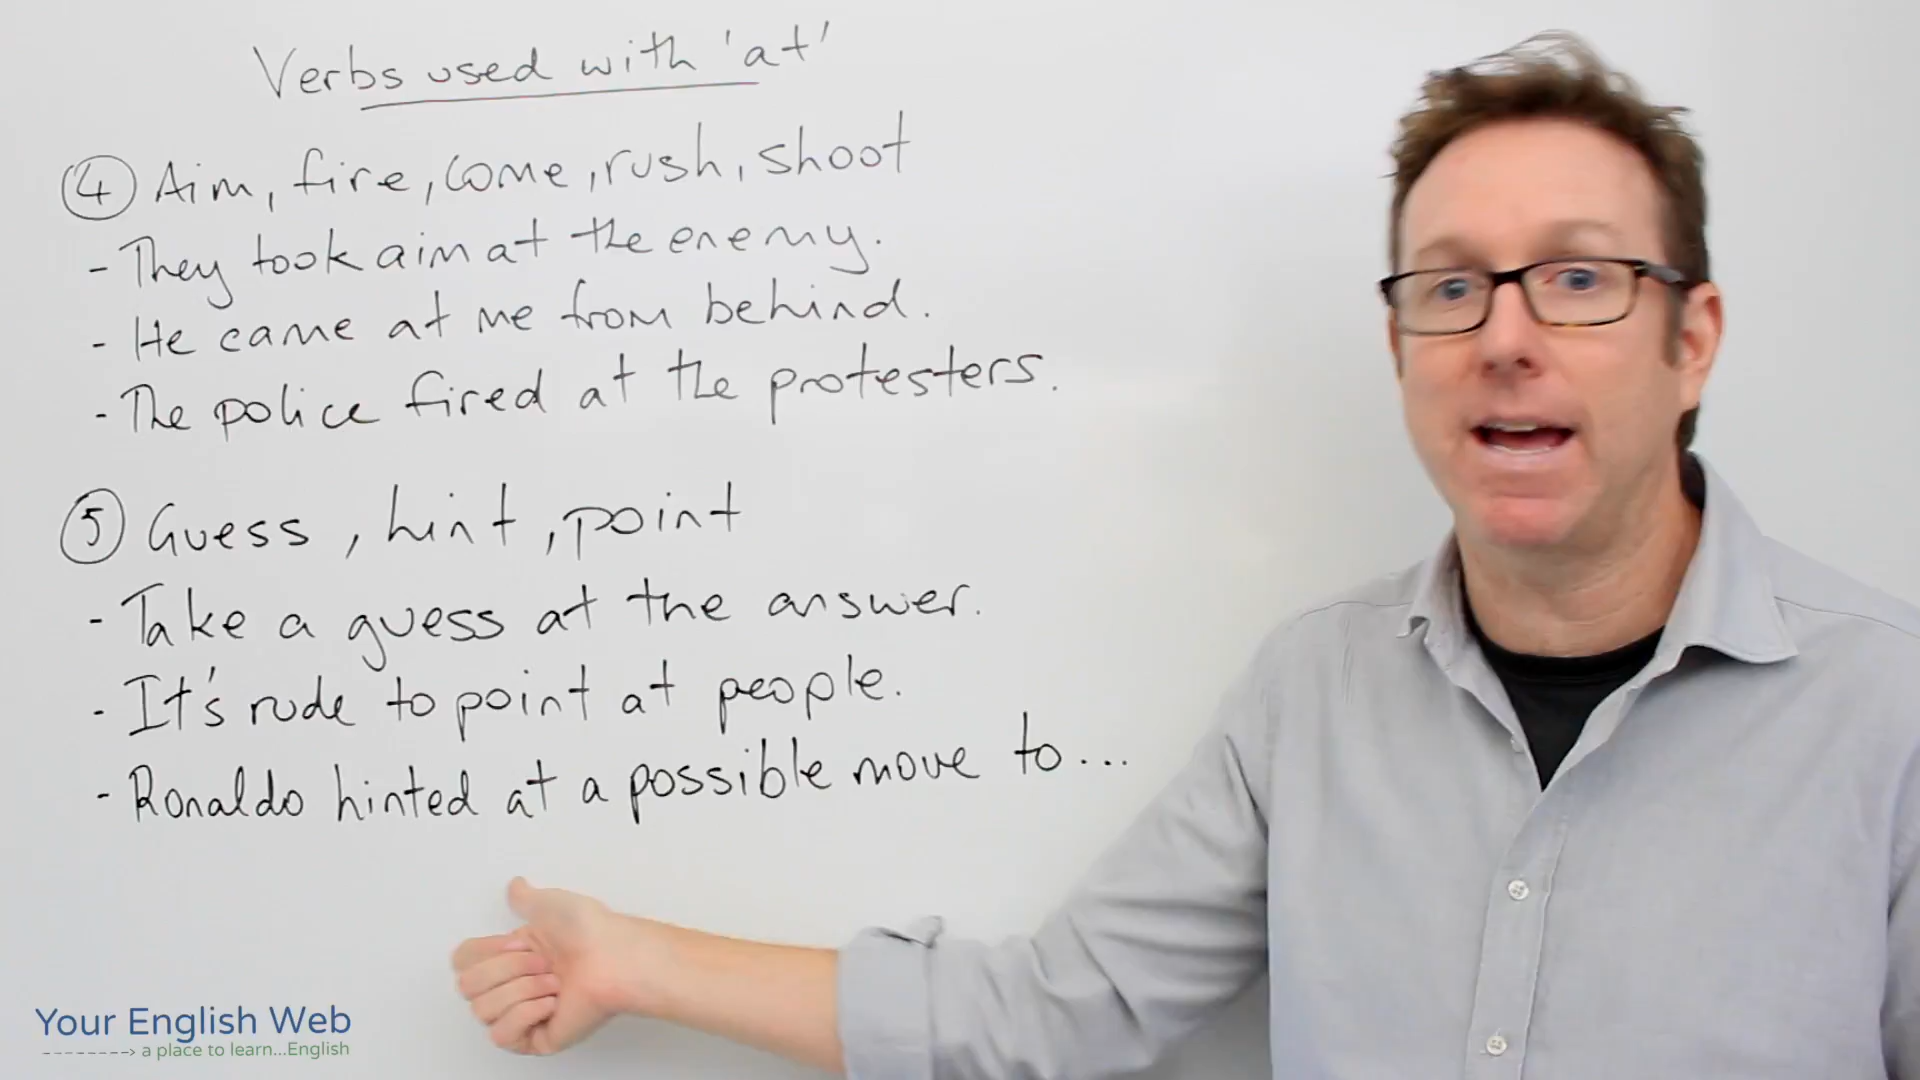 Verbs used with 'at'
④ Aim, fire, come, rush, shoot
- They took aim at the enemy.
- He came at me from behind.
- The police fired at the protesters.
⑤ Guess, hint, point
- Take a guess at the answer.
- It's rude to point at people.
- Ronaldo hinted at a possible move to...
Your English Web
--------> a place to learn...English